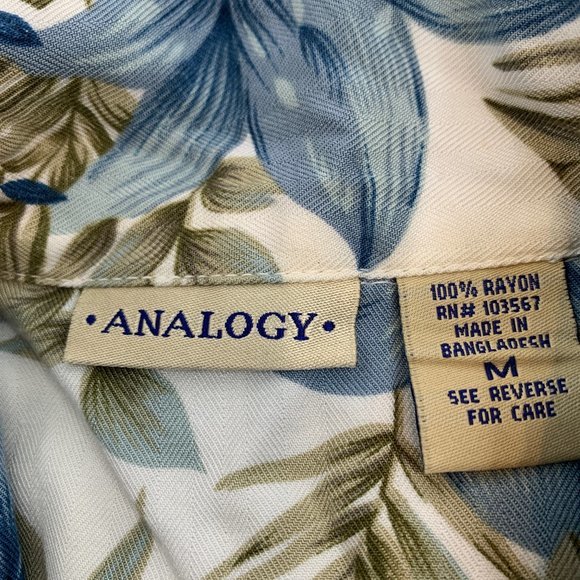 •ANALOGY•
100% RAYON
RN# 103567
MADE IN
BANGLADESH
M
SEE REVERSE
FOR CARE